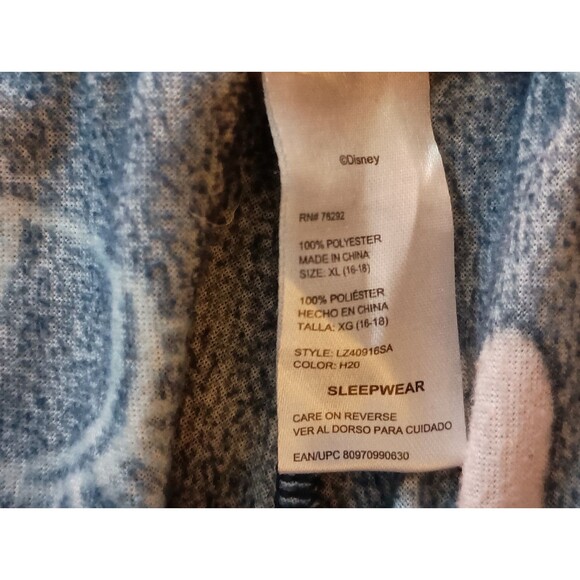 ©Disney
RN# 76292
100% POLYESTER
MADE IN CHINA
SIZE: XL (16-18)
100% POLIÉSTER
HECHO EN CHINA
TALLA: XG (16-18)
STYLE: LZ40916SA
COLOR: H20
SLEEPWEAR
CARE ON REVERSE
VER AL DORSO PARA CUIDADO
EAN/UPC 80970990630